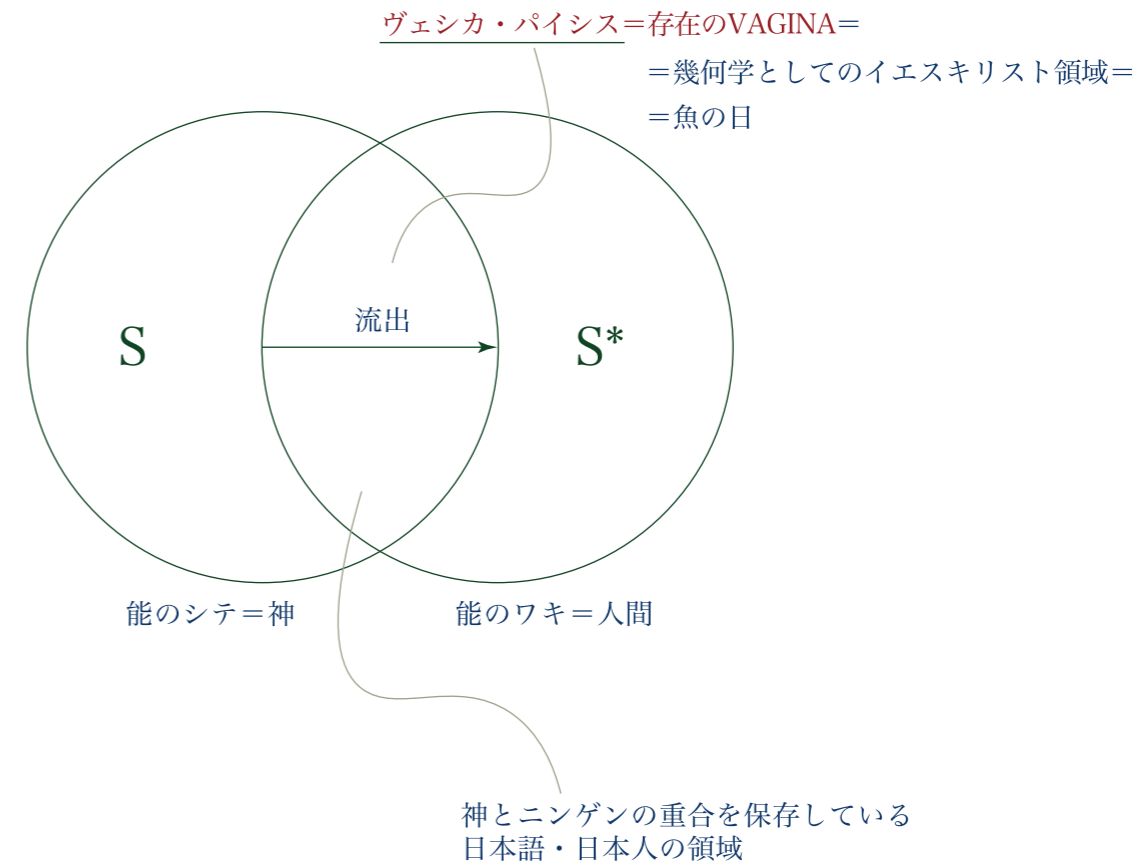 ヴェシカ・パイシス＝存在のVAGINA＝
＝幾何学としてのイエスキリスト領域＝
＝魚の日
流出
S
S*
能のシテ＝神
能のワキ＝人間
神とニンゲンの重合を保存している
日本語・日本人の領域